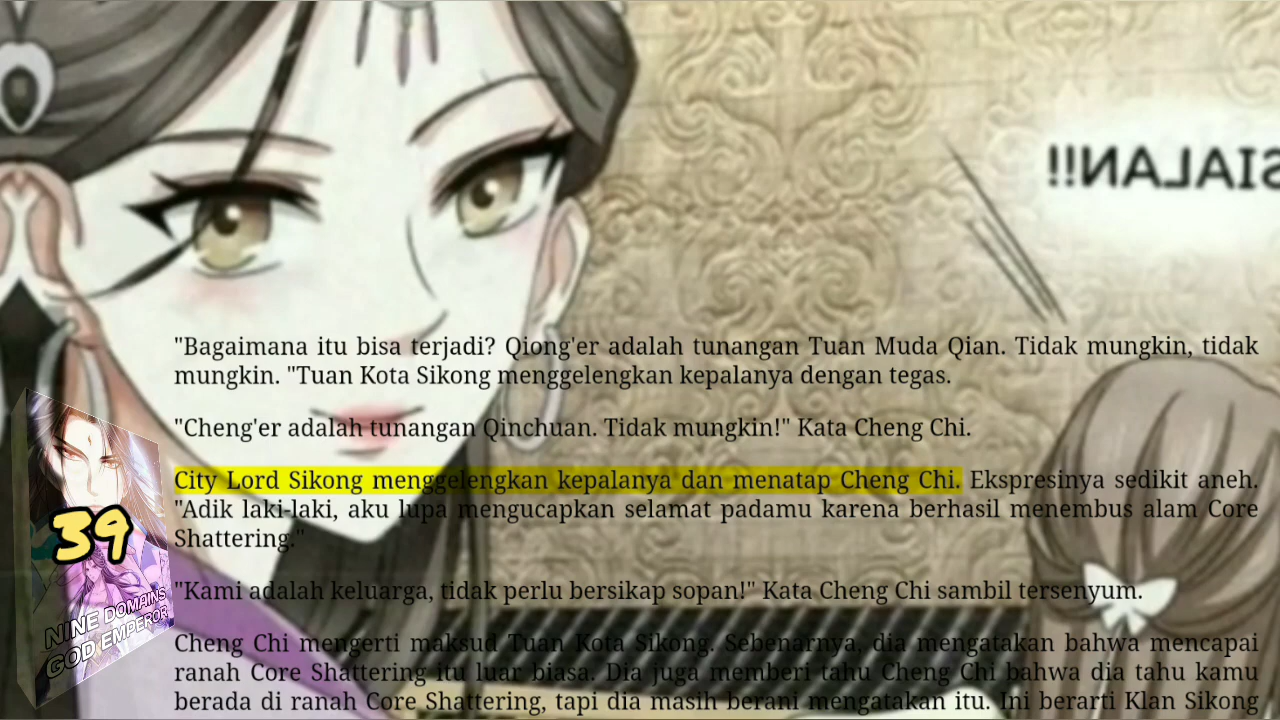 SIALAN!!!
"Bagaimana itu bisa terjadi? Qiong'er adalah tunangan Tuan Muda Qian. Tidak mungkin, tidak
mungkin. "Tuan Kota Sikong menggelengkan kepalanya dengan tegas.
"Cheng'er adalah tunangan Qinchuan. Tidak mungkin!" Kata Cheng Chi.
City Lord Sikong menggelengkan kepalanya dan menatap Cheng Chi. Ekspresinya sedikit aneh.
"Adik laki-laki, aku lupa mengucapkan selamat padamu karena berhasil menembus alam Core
Shattering."
"Kami adalah keluarga, tidak perlu bersikap sopan!" Kata Cheng Chi sambil tersenyum.
Cheng Chi mengerti maksud Tuan Kota Sikong. Sebenarnya, dia mengatakan bahwa mencapai
ranah Core Shattering itu luar biasa. Dia juga memberi tahu Cheng Chi bahwa dia tahu kamu
berada di ranah Core Shattering, tapi dia masih berani mengatakan itu. Ini berarti Klan Sikong
39
NINE DOMAINS
GOD EMPEROR